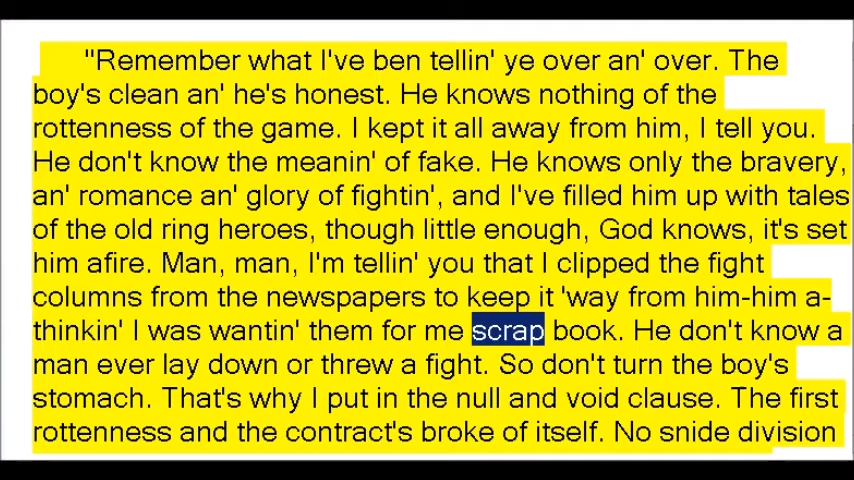 "Remember what I've ben tellin' ye over an' over. The
boy's clean an' he's honest. He knows nothing of the
rottenness of the game. I kept it all away from him, I tell you.
He don't know the meanin' of fake. He knows only the bravery,
an' romance an' glory of fightin', and I've filled him up with tales
of the old ring heroes, though little enough, God knows, it's set
him afire. Man, man, I'm tellin' you that I clipped the fight
columns from the newspapers to keep it 'way from him-him a-
thinkin' I was wantin' them for me scrap book. He don't know a
man ever lay down or threw a fight. So don't turn the boy's
stomach. That's why I put in the null and void clause. The first
rottenness and the contract's broke of itself. No snide division